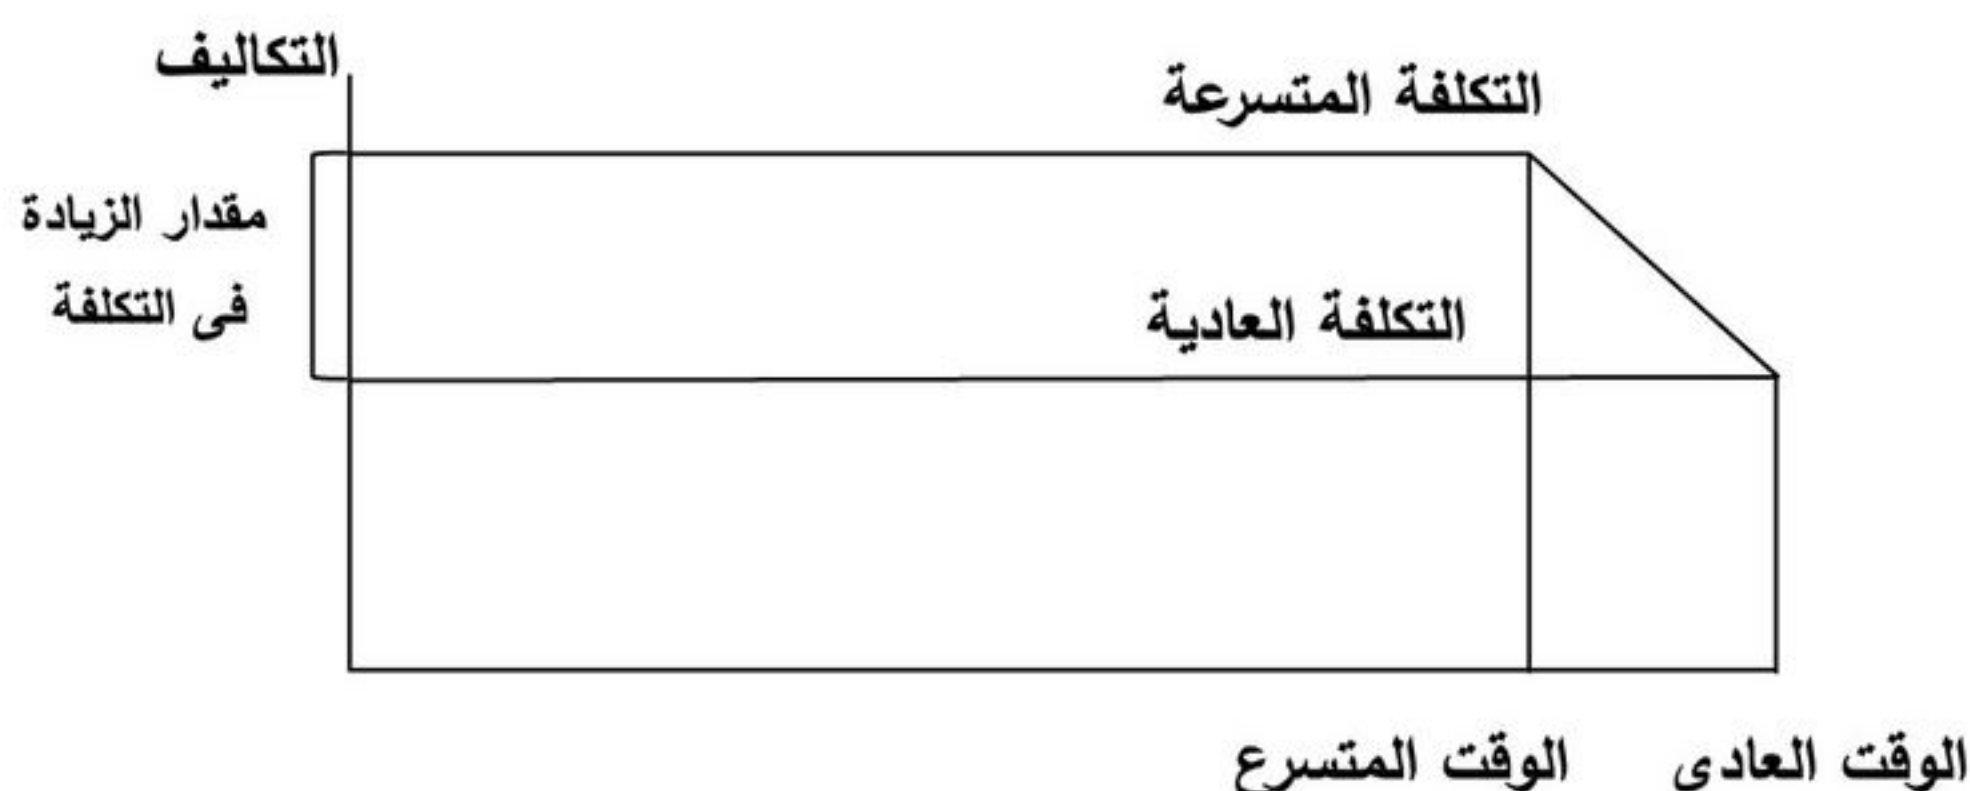 التكاليف
التكلفة المتسرعة
مقدار الزيادة
فى التكلفة
التكلفة العادية
الوقت المتسرع
الوقت العادى